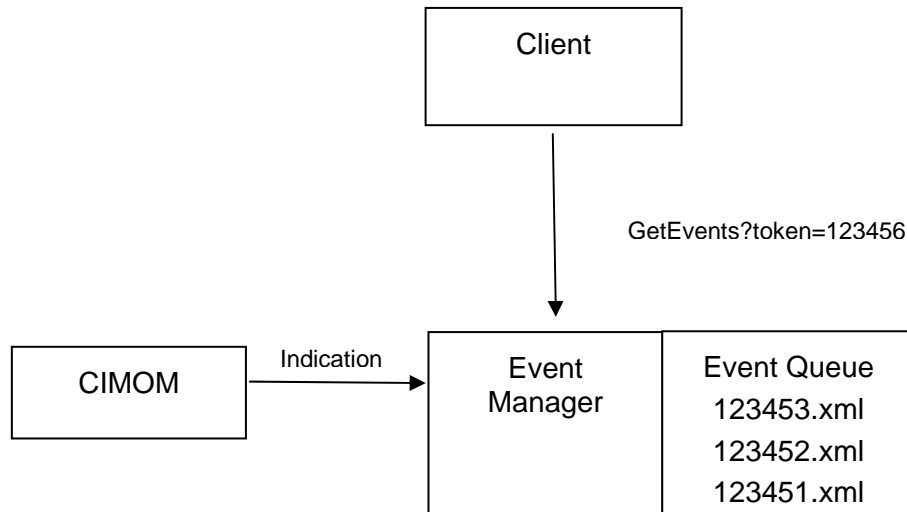 Client
GetEvents?token=123456
CIMOM
Indication
Event
Manager
Event Queue
123453.xml
123452.xml
123451.xml